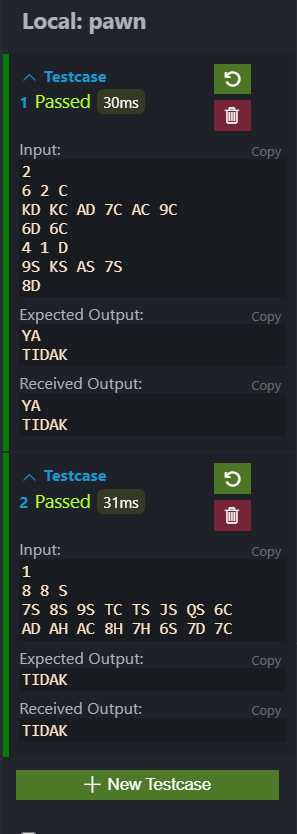 Local: pawn
Testcase
1 Passed 30ms
Input:
Copy
2
6 2 C
KD KC AD 7C AC 9C
6D 6C
4 1 D
9S KS AS 7S
8D
Expected Output:
Copy
YA
TIDAK
Received Output:
Copy
YA
TIDAK
Testcase
2 Passed 31ms
Input:
Copy
1
8 8 S
7S 8S 9S TC TS JS QS 6C
AD AH AC 8H 7H 6S 7D 7C
Expected Output:
Copy
TIDAK
Received Output:
Copy
TIDAK
+ New Testcase